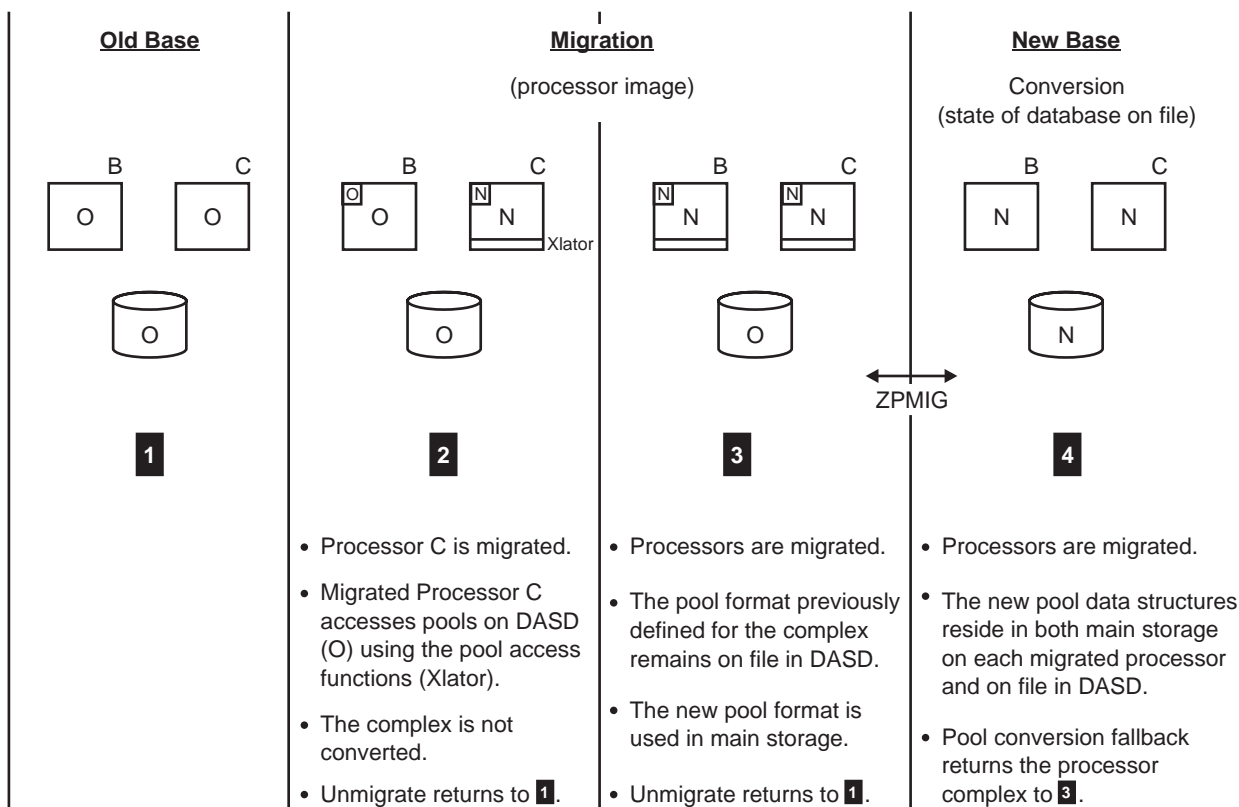 Old Base
Migration
(processor image)
New Base
Conversion
(state of database on file)
B
C
O
O
O
1
B
C
O
O
N
N
Xlator
O
2
B
C
N
N
N
N
O
3
ZPMIG
B
C
N
N
N
4
• Processor C is migrated.
• Migrated Processor C
accesses pools on DASD
(O) using the pool access
functions (Xlator).
• The complex is not
converted.
• Unmigrate returns to 1.
• Processors are migrated.
• The pool format previously
defined for the complex
remains on file in DASD.
• The new pool format is
used in main storage.
• Unmigrate returns to 1.
• Processors are migrated.
• The new pool data structures
reside in both main storage
on each migrated processor
and on file in DASD.
• Pool conversion fallback
returns the processor
complex to 3.